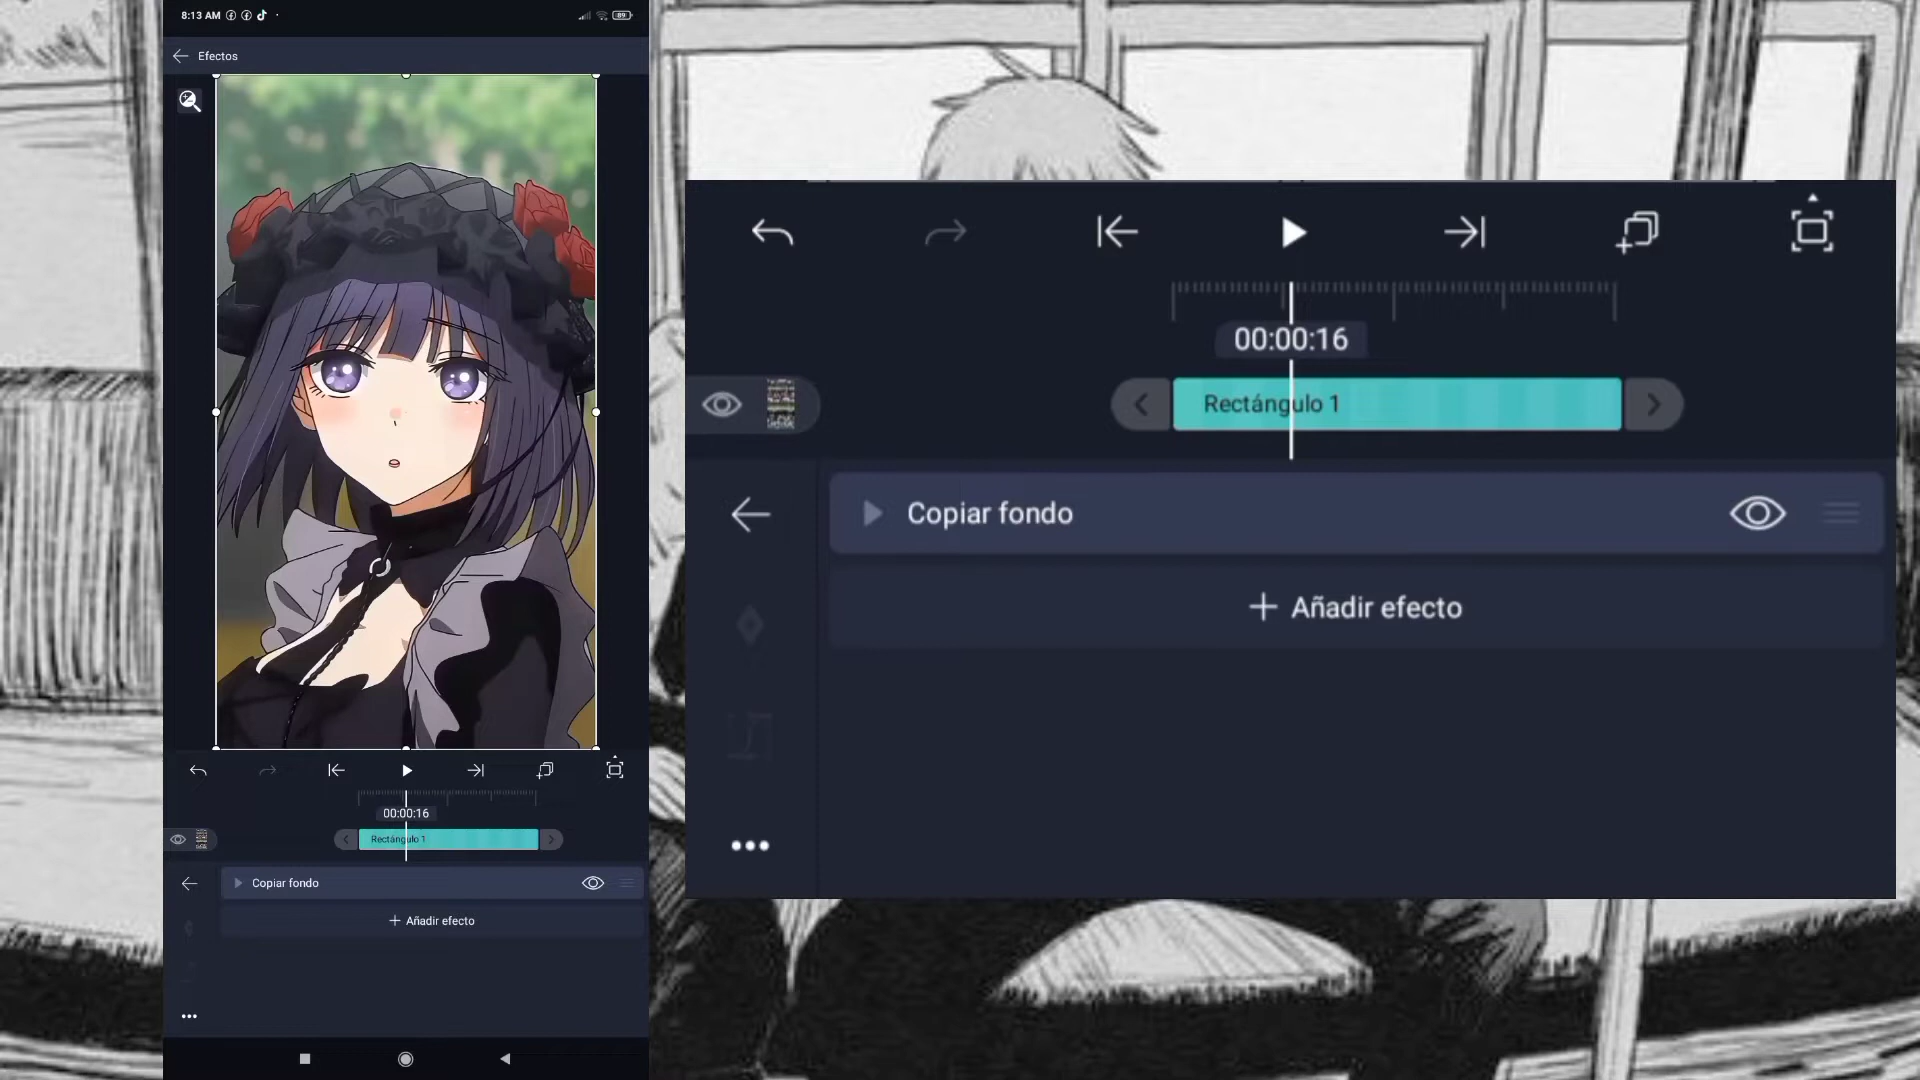 8:13 AM
89
Efectos
00:00:16
Rectángulo 1
Copiar fondo
+ Añadir efecto
00:00:16
Rectángulo 1
Copiar fondo
+ Añadir efecto